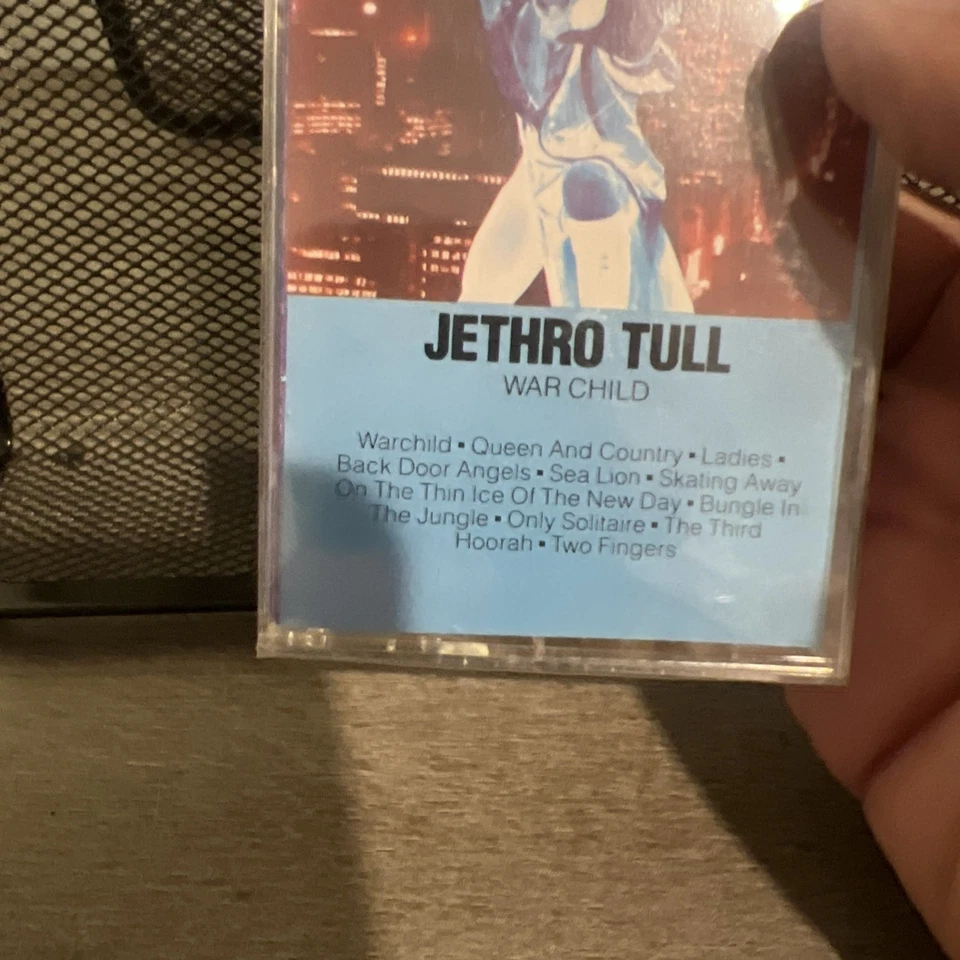 JETHRO TULL
WAR CHILD
Warchild ▪ Queen And Country ▪ Ladies ▪
Back Door Angels ▪ Sea Lion ▪ Skating Away
On The Thin Ice Of The New Day ▪ Bungle In
The Jungle ▪ Only Solitaire ▪ The Third
Hoorah ▪ Two Fingers